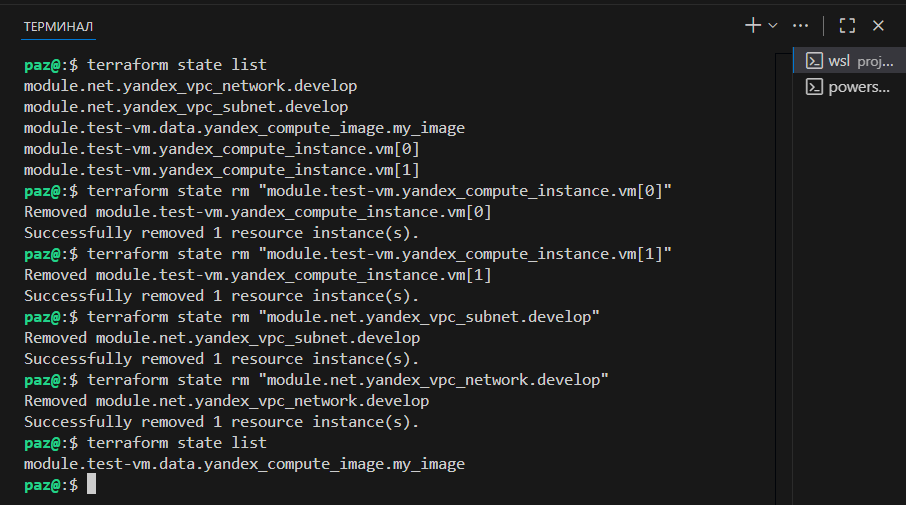 ТЕРМИНАЛ
paz@:$ terraform state list
module.net.yandex_vpc_network.develop
module.net.yandex_vpc_subnet.develop
module.test-vm.data.yandex_compute_image.my_image
module.test-vm.yandex_compute_instance.vm[0]
module.test-vm.yandex_compute_instance.vm[1]
paz@:$ terraform state rm "module.test-vm.yandex_compute_instance.vm[0]"
Removed module.test-vm.yandex_compute_instance.vm[0]
Successfully removed 1 resource instance(s).
paz@:$ terraform state rm "module.test-vm.yandex_compute_instance.vm[1]"
Removed module.test-vm.yandex_compute_instance.vm[1]
Successfully removed 1 resource instance(s).
paz@:$ terraform state rm "module.net.yandex_vpc_subnet.develop"
Removed module.net.yandex_vpc_subnet.develop
Successfully removed 1 resource instance(s).
paz@:$ terraform state rm "module.net.yandex_vpc_network.develop"
Removed module.net.yandex_vpc_network.develop
Successfully removed 1 resource instance(s).
paz@:$ terraform state list
module.test-vm.data.yandex_compute_image.my_image
paz@:$
wsl proj...
powers...